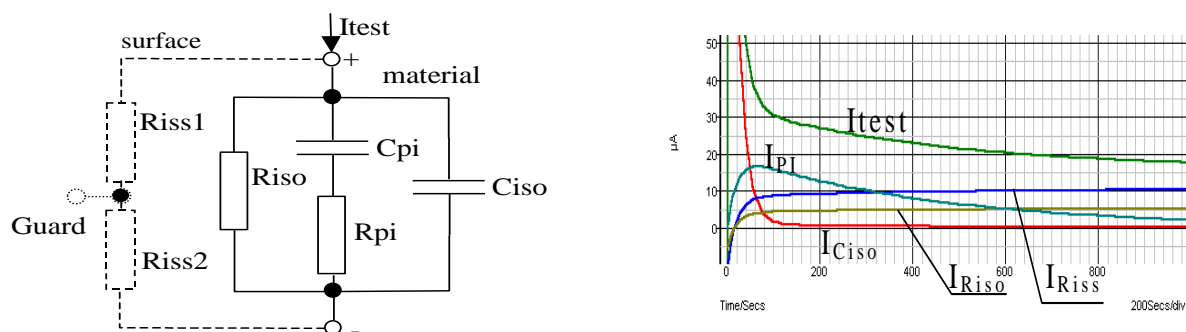 Itest
+
surface
material
Riss1
Cpi
Riso
Ciso
Guard
Rpi
Riss2
-
50
40
30
20
10
0
µA
Itest
IPI
ICiso
IRiso
IRiss
0
200
400
600
800
Time/Secs
200Secs/div